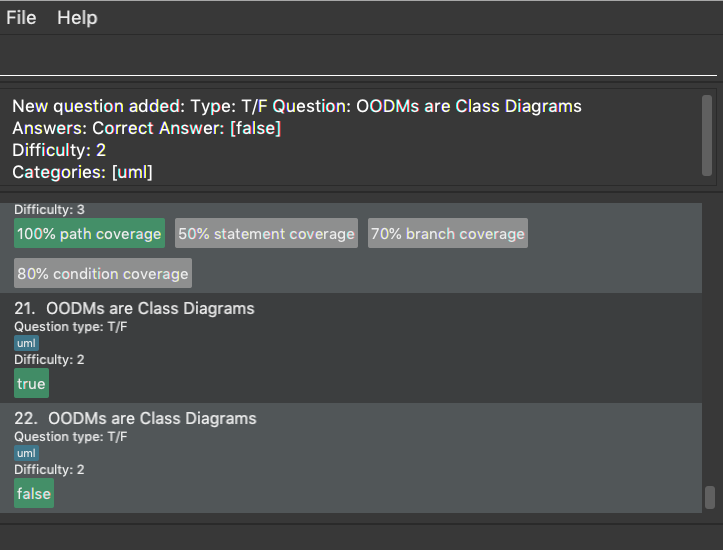 File Help
New question added: Type: T/F Question: OODMs are Class Diagrams
Answers: Correct Answer: [false]
Difficulty: 2
Categories: [uml]
Difficulty: 3
100% path coverage 50% statement coverage 70% branch coverage
80% condition coverage
21. OODMs are Class Diagrams
Question type: T/F
uml
Difficulty: 2
true
22. OODMs are Class Diagrams
Question type: T/F
uml
Difficulty: 2
false